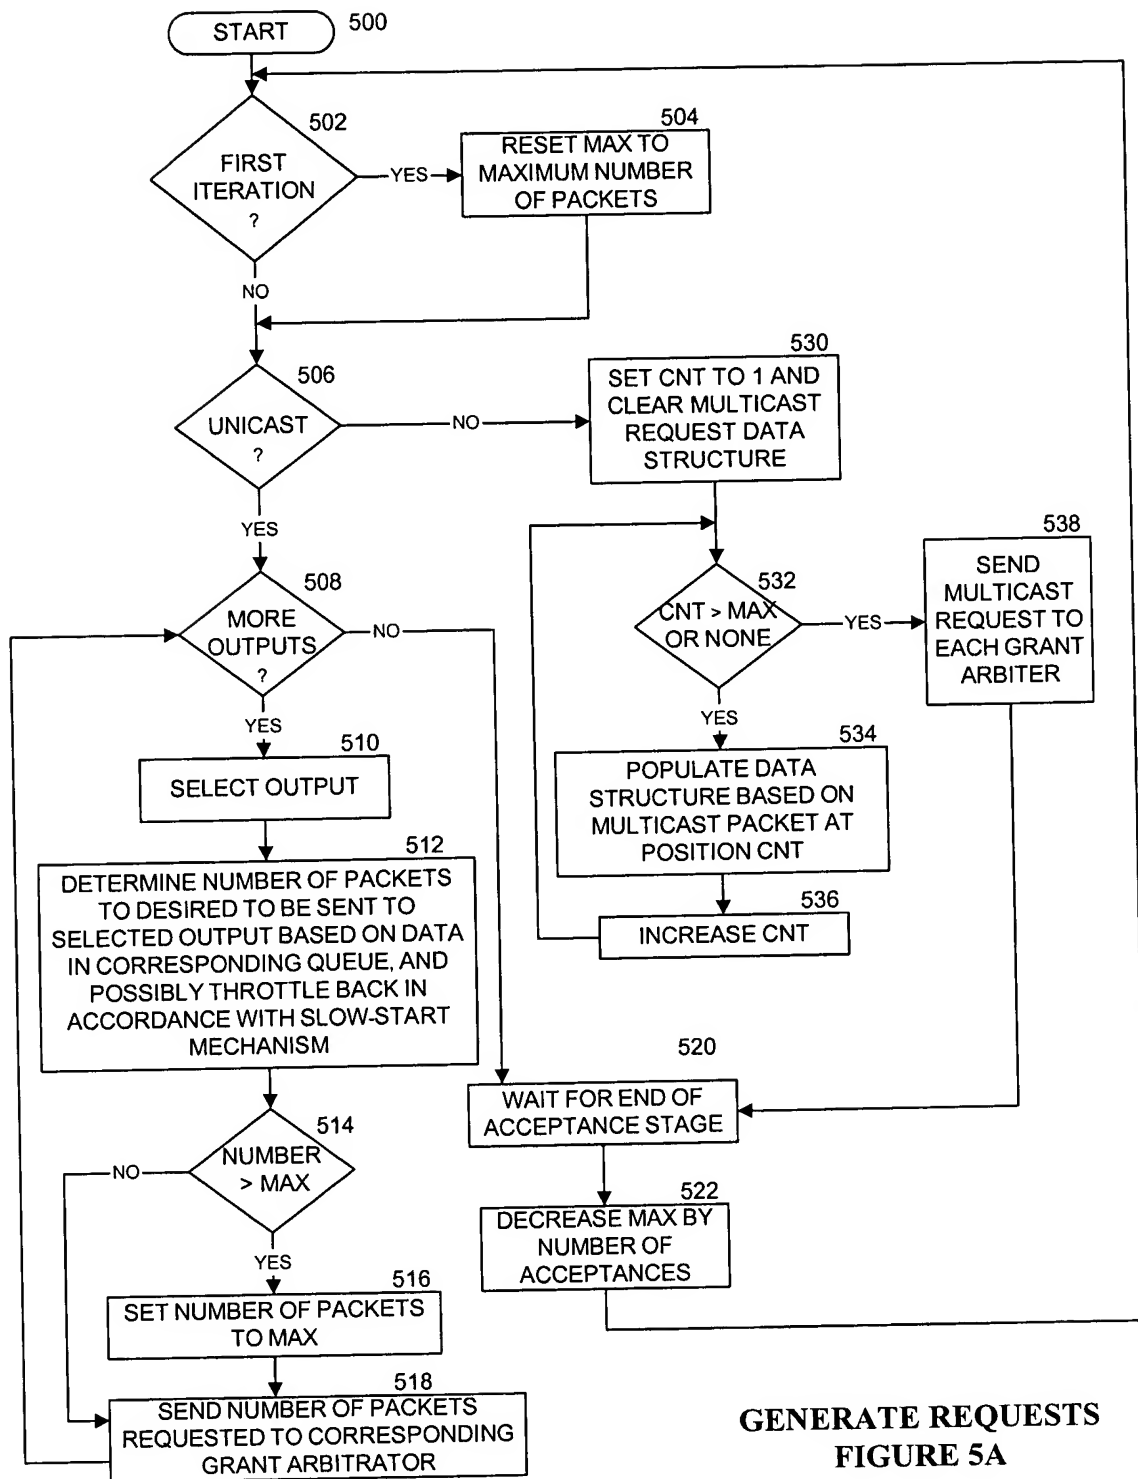 START
500
502
FIRST
ITERATION
?
YES
504
RESET MAX TO
MAXIMUM NUMBER
OF PACKETS
NO
506
UNICAST
?
NO
530
SET CNT TO 1 AND
CLEAR MULTICAST
REQUEST DATA
STRUCTURE
YES
508
MORE
OUTPUTS
?
NO
532
CNT > MAX
OR NONE
YES
538
SEND
MULTICAST
REQUEST TO
EACH GRANT
ARBITER
YES
510
SELECT OUTPUT
YES
534
POPULATE DATA
STRUCTURE BASED ON
MULTICAST PACKET AT
POSITION CNT
512
DETERMINE NUMBER OF PACKETS
TO DESIRED TO BE SENT TO
SELECTED OUTPUT BASED ON DATA
IN CORRESPONDING QUEUE, AND
POSSIBLY THROTTLE BACK IN
ACCORDANCE WITH SLOW-START
MECHANISM
536
INCREASE CNT
520
WAIT FOR END OF
ACCEPTANCE STAGE
514
NUMBER
> MAX
NO
522
DECREASE MAX BY
NUMBER OF
ACCEPTANCES
YES
516
SET NUMBER OF PACKETS
TO MAX
518
SEND NUMBER OF PACKETS
REQUESTED TO CORRESPONDING
GRANT ARBITRATOR
GENERATE REQUESTS
FIGURE 5A